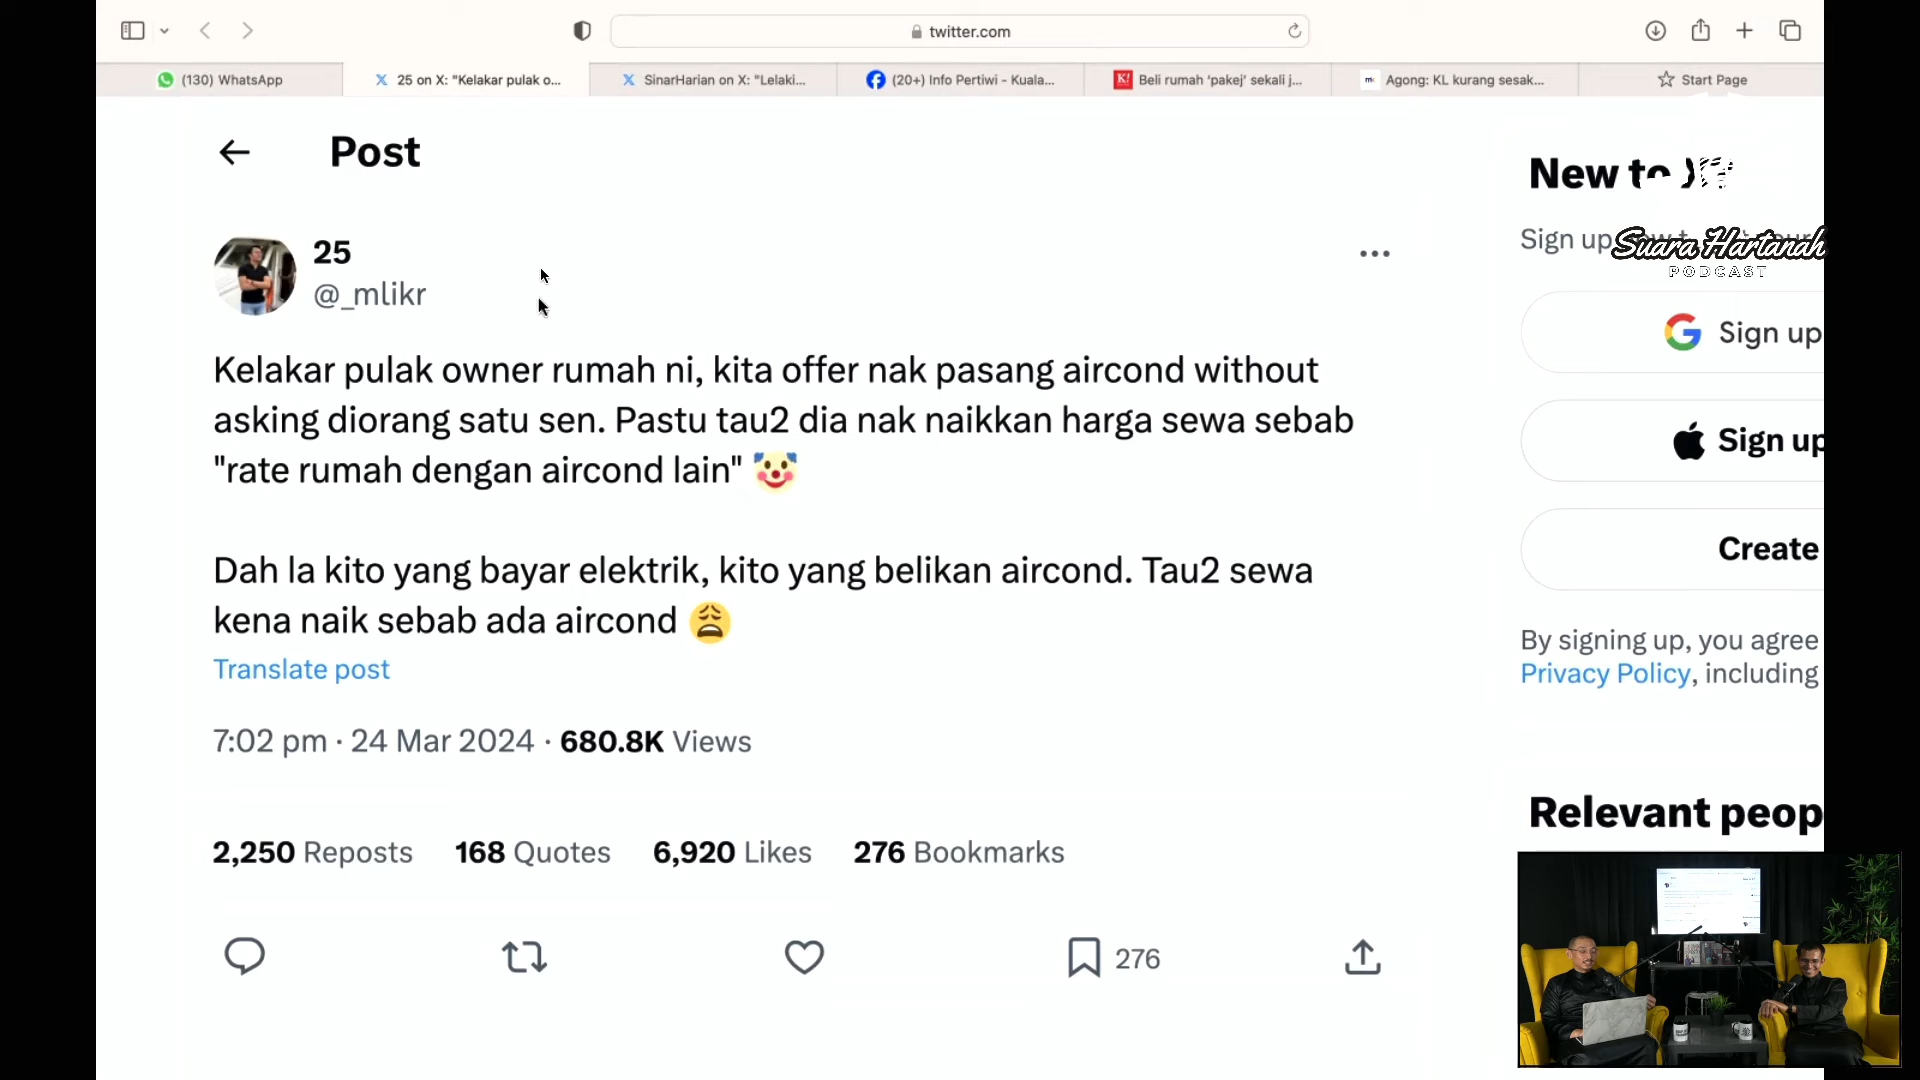 twitter.com
(130) WhatsApp
25 on X: "Kelakar pulak o...
SinarHarian on X: "Lelaki...
(20+) Info Pertiwi - Kuala...
K!
Beli rumah 'pakej' sekali j...
Agong: KL kurang sesak...
Start Page
Post
New to
25
@_mlikr
Sign up
Suara Hartanah
PODCAST
Kelakar pulak owner rumah ni, kita offer nak pasang aircond without
asking diorang satu sen. Pastu tau2 dia nak naikkan harga sewa sebab
"rate rumah dengan aircond lain" 🤡
Dah la kito yang bayar elektrik, kito yang belikan aircond. Tau2 sewa
kena naik sebab ada aircond 😩
Translate post
7:02 pm · 24 Mar 2024 · 680.8K Views
2,250 Reposts 168 Quotes 6,920 Likes 276 Bookmarks
276
Sign up
Sign up
Create
By signing up, you agree
Privacy Policy, including
Relevant peop